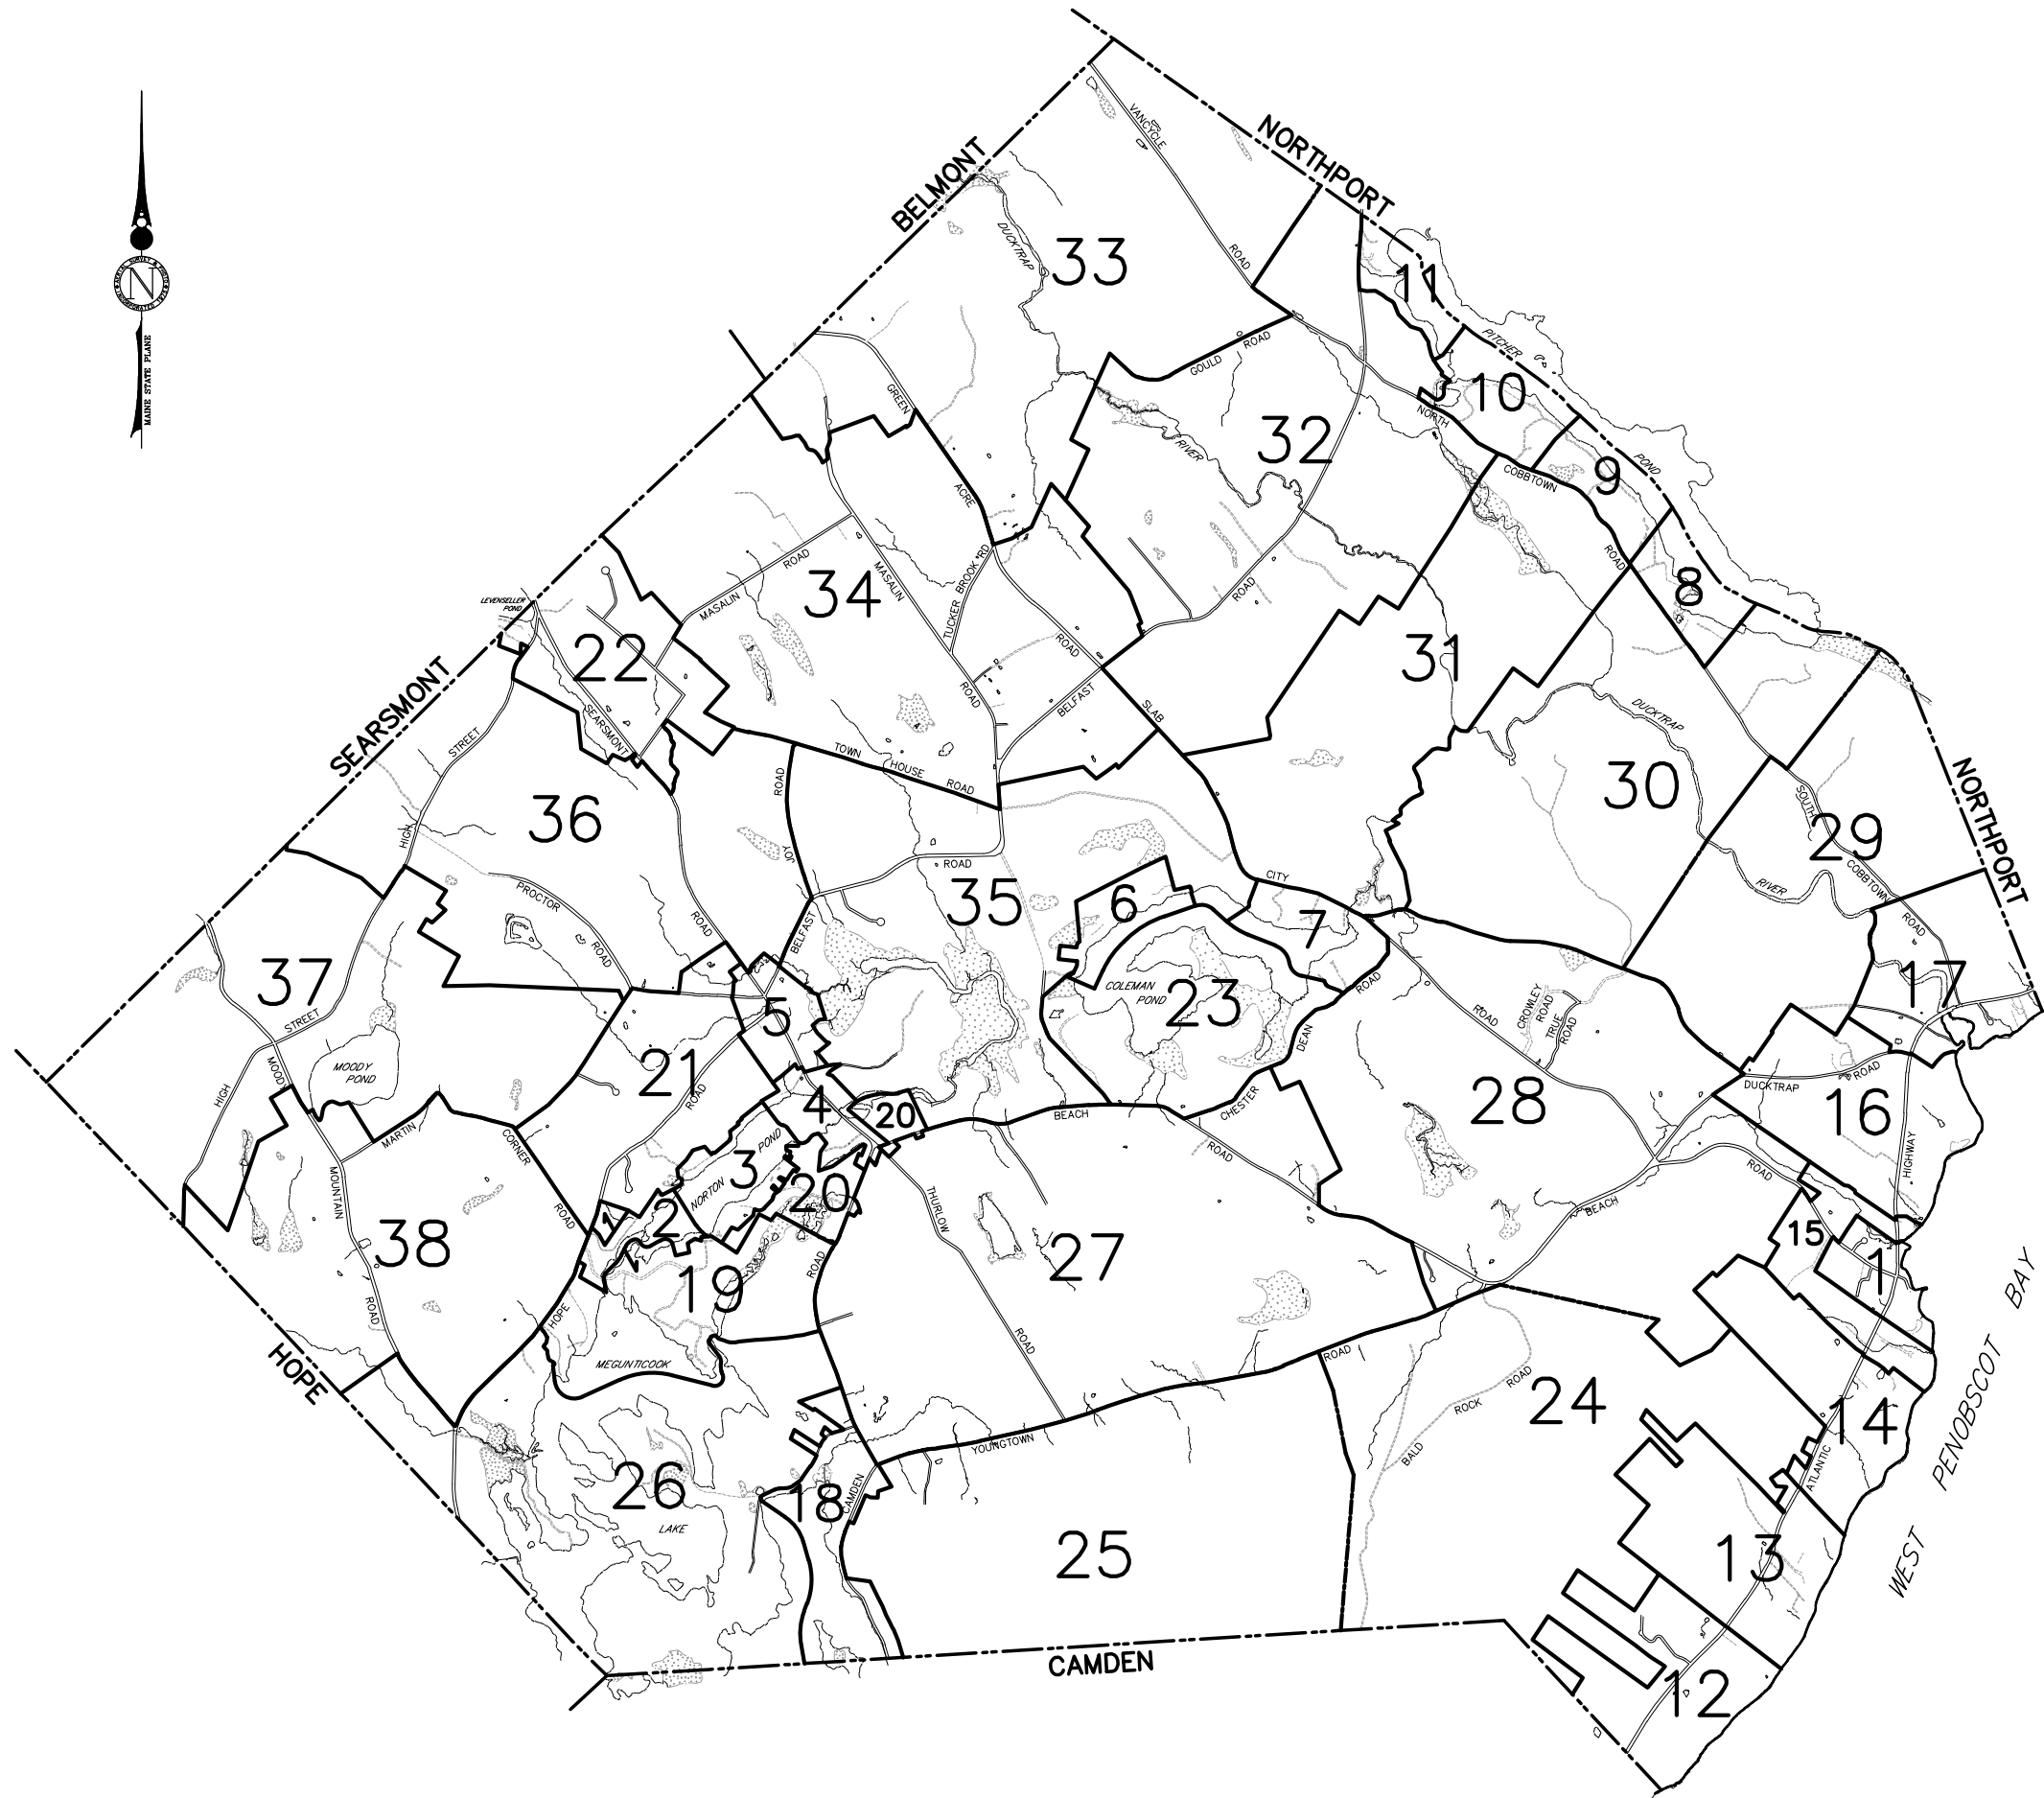 BELMONT
NORTHPORT
VANCYCLE
ROAD
DUCKTRAP
33
11
PITCHER
POND
10
9
8
GOULD
ROAD
NORTH
COBBTOWN
ROAD
32
RIVER
GREEN
ACRE
ROAD
MAINE STATE PLANE
N
MASALIN
ROAD
34
MASALIN
ROAD
TUCKER BROOK RD
BELFAST
ROAD
SLAB
CITY
ROAD
31
LEVENSELLER
POND
22
SEARSMONT
ROAD
SEARSMONT
HIGH
STREET
36
TOWN
HOUSE
ROAD
JOY
ROAD
BELFAST
ROAD
PROCTOR
ROAD
35
6
7
COLEMAN
POND
23
DUCKTRAP
RIVER
30
SOUTH
COBBTOWN
ROAD
29
NORTHPORT
17
37
HIGH
STREET
MOODY
POND
MOODY
MOUNTAIN
ROAD
MARTIN
CORNER
ROAD
21
ROAD
5
4
20
3
NORTON
POND
2
1
20
19
38
HOPE
HOPE
ROAD
MEGUNTICOOK
LAKE
26
18
CAMDEN
BEACH
ROAD
CHESTER
DEAN
ROAD
28
CROWLEY
ROAD
TRUE
ROAD
DUCKTRAP
ROAD
16
HIGHWAY
15
1
ROAD
BEACH
ROAD
THURLOW
ROAD
27
YOUNGTOWN
ROAD
25
24
BALD
ROCK
ROAD
14
ATLANTIC
13
12
CAMDEN
WEST
PENOBSCOT
BAY